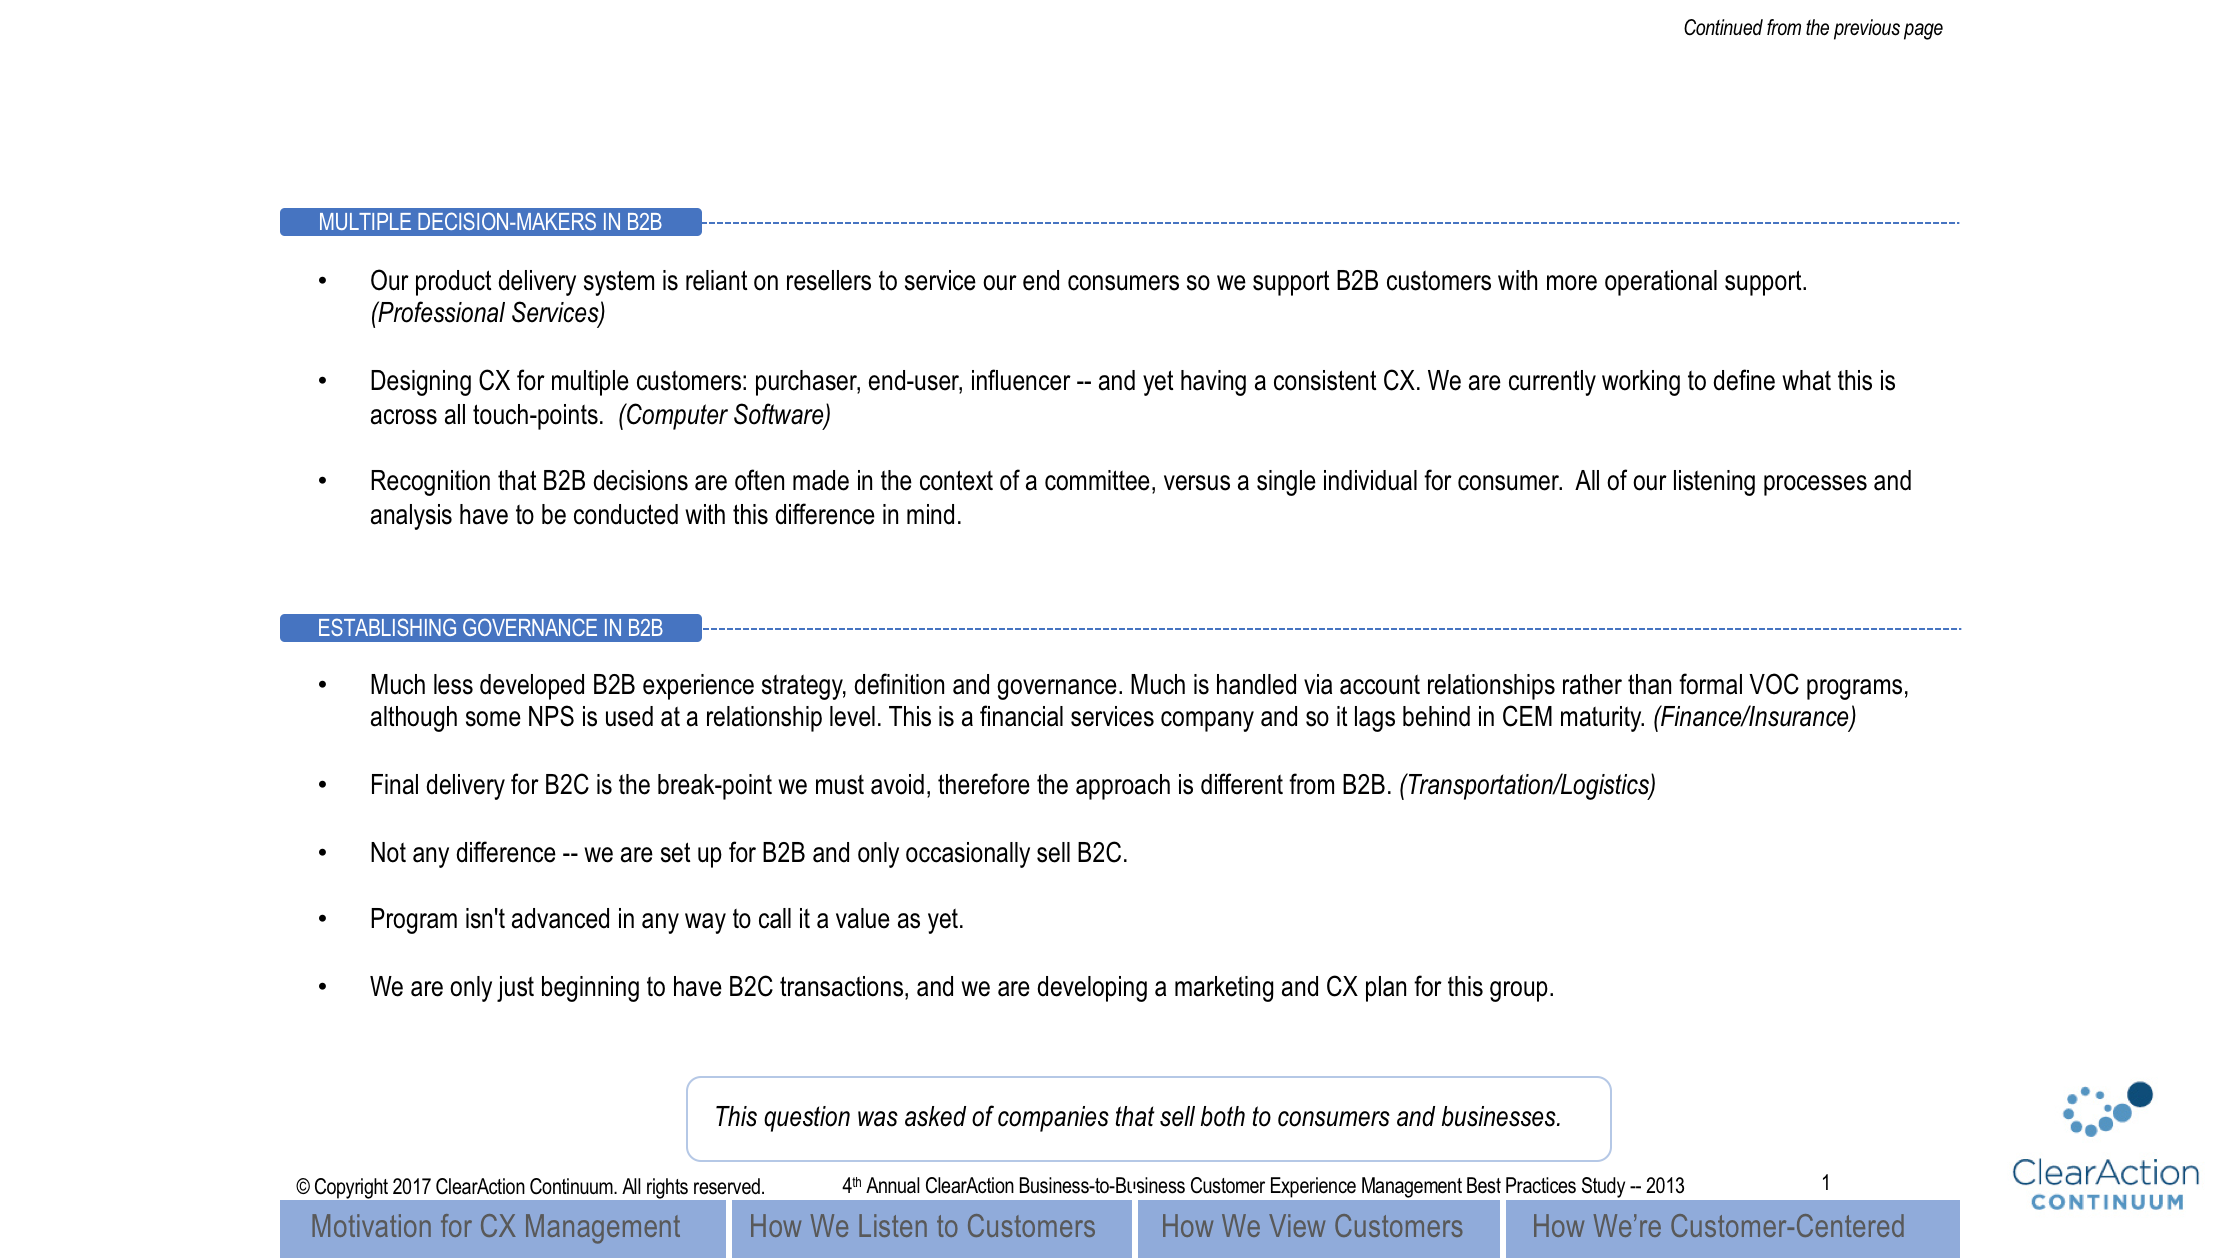 Continued from the previous page
MULTIPLE DECISION-MAKERS IN B2B
• Our product delivery system is reliant on resellers to service our end consumers so we support B2B customers with more operational support.
(Professional Services)
• Designing CX for multiple customers: purchaser, end-user, influencer -- and yet having a consistent CX. We are currently working to define what this is
across all touch-points. (Computer Software)
• Recognition that B2B decisions are often made in the context of a committee, versus a single individual for consumer. All of our listening processes and
analysis have to be conducted with this difference in mind.
ESTABLISHING GOVERNANCE IN B2B
• Much less developed B2B experience strategy, definition and governance. Much is handled via account relationships rather than formal VOC programs,
although some NPS is used at a relationship level. This is a financial services company and so it lags behind in CEM maturity. (Finance/Insurance)
• Final delivery for B2C is the break-point we must avoid, therefore the approach is different from B2B. (Transportation/Logistics)
• Not any difference -- we are set up for B2B and only occasionally sell B2C.
• Program isn't advanced in any way to call it a value as yet.
• We are only just beginning to have B2C transactions, and we are developing a marketing and CX plan for this group.
This question was asked of companies that sell both to consumers and businesses.
© Copyright 2017 ClearAction Continuum. All rights reserved. 4th Annual ClearAction Business-to-Business Customer Experience Management Best Practices Study -- 2013 1
ClearAction
CONTINUUM
Motivation for CX Management How We Listen to Customers How We View Customers How We’re Customer-Centered